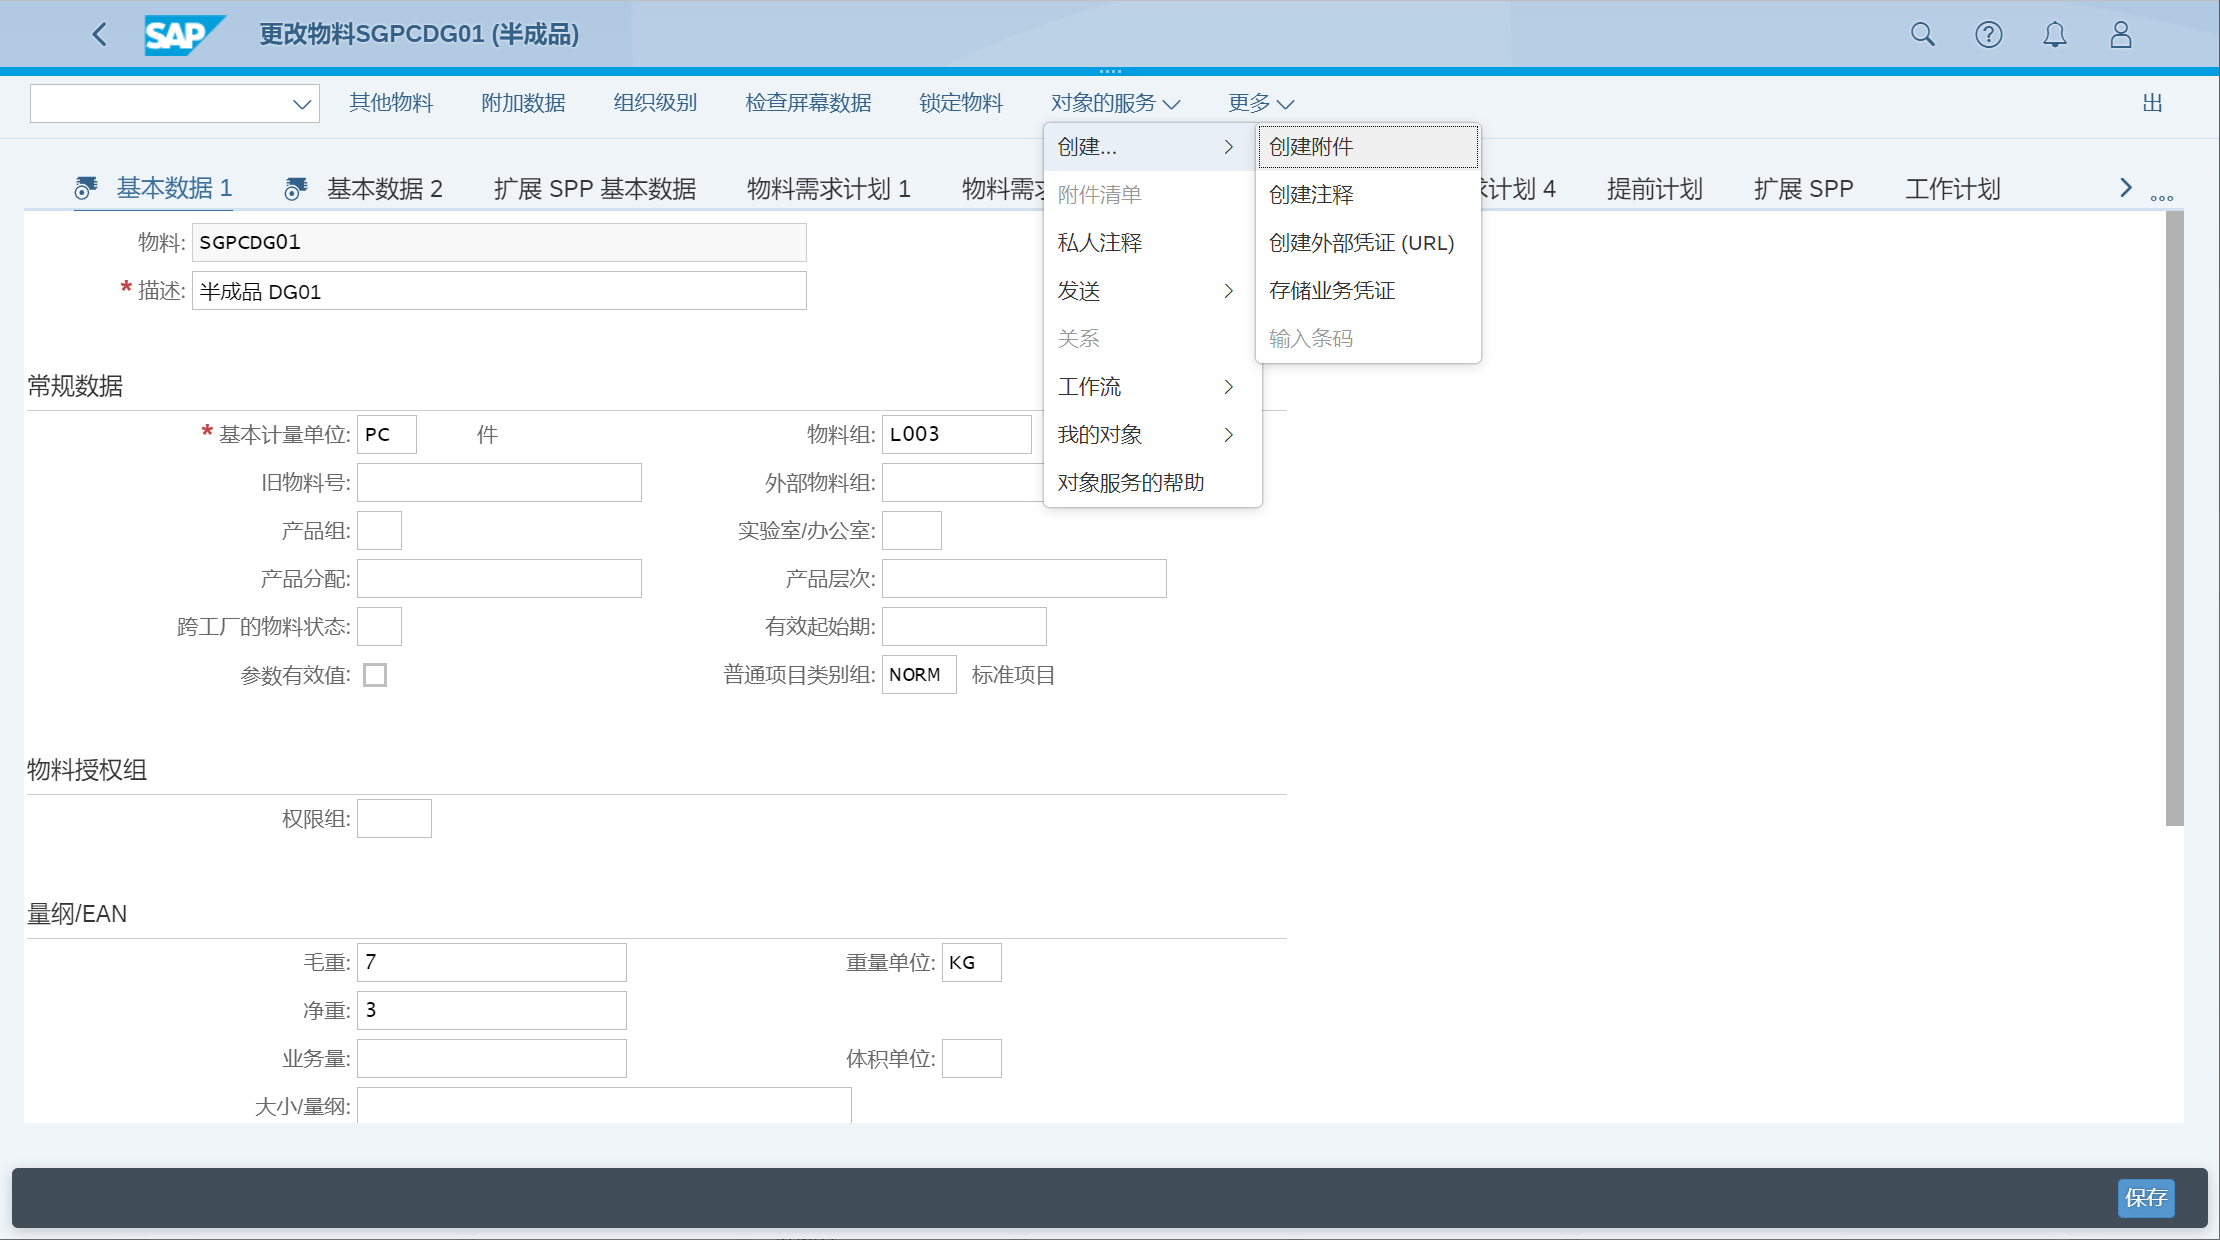 SAP 更改物料SGPCDG01 (半成品)
其他物料 附加数据 组织级别 检查屏幕数据 锁定物料 对象的服务 更多 出
创建... 创建附件
基本数据 1 基本数据 2 扩展 SPP 基本数据 物料需求计划 1 物料需求 计划 4 提前计划 扩展 SPP 工作计划
附件清单 创建注释
物料: SGPCDG01 私人注释 创建外部凭证 (URL)
* 描述: 半成品 DG01 发送 存储业务凭证
关系 输入条码
常规数据 工作流
* 基本计量单位: PC 件 物料组: L003 我的对象
旧物料号: 外部物料组: 对象服务的帮助
产品组: 实验室/办公室:
产品分配: 产品层次:
跨工厂的物料状态: 有效起始期:
参数有效值: 普通项目类别组: NORM 标准项目
物料授权组
权限组:
量纲/EAN
毛重: 7 重量单位: KG
净重: 3
业务量: 体积单位:
大小/量纲:
保存